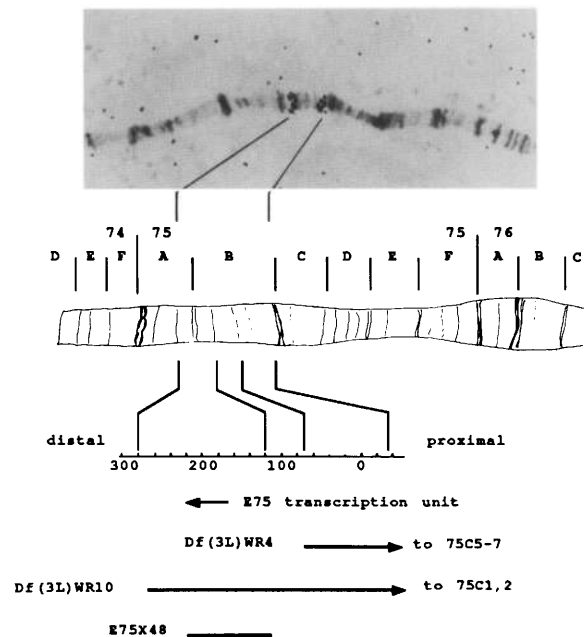 74 75 75 76
D E F A B C D E F A B C
distal proximal
300 200 100 0
E75 transcription unit
Df(3L)WR4 to 75C5-7
Df(3L)WR10 to 75C1,2
E75X48